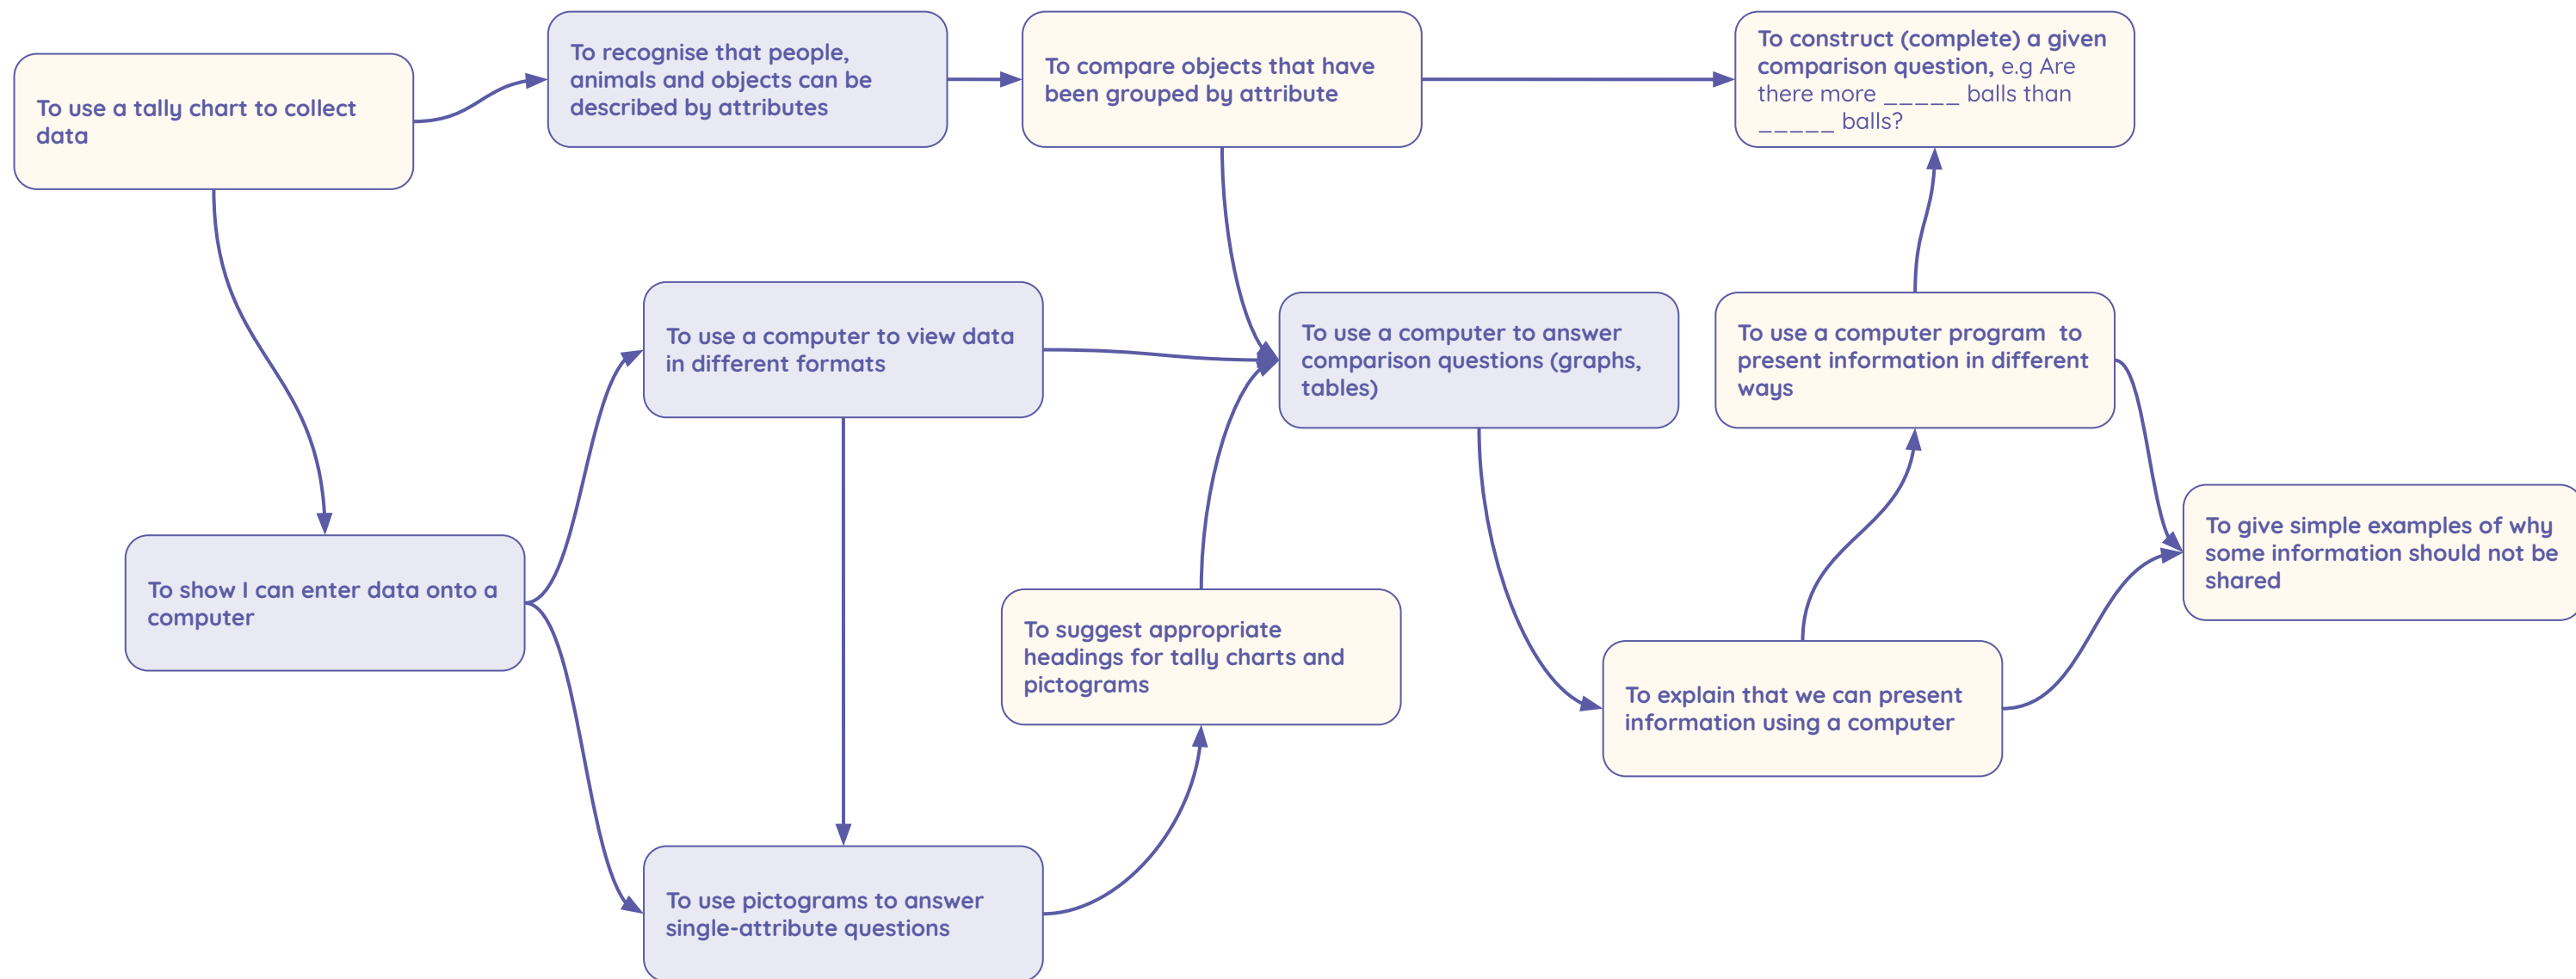 To use a tally chart to collect
data
To recognise that people,
animals and objects can be
described by attributes
To compare objects that have
been grouped by attribute
To construct (complete) a given
comparison question, e.g Are
there more _____ balls than
_____ balls?
To use a computer to view data
in different formats
To use a computer to answer
comparison questions (graphs,
tables)
To use a computer program  to
present information in different
ways
To give simple examples of why
some information should not be
shared
To show I can enter data onto a
computer
To suggest appropriate
headings for tally charts and
pictograms
To explain that we can present
information using a computer
To use pictograms to answer
single-attribute questions